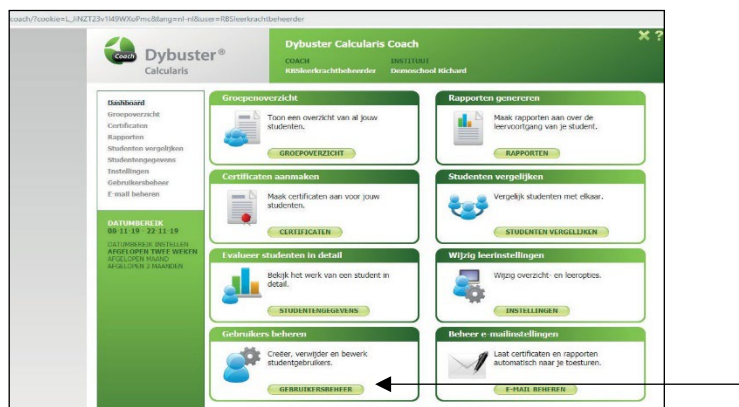 coach/?cookie=L_JiNZT23v1I49WXoPmc8dlang=nl-nl&user=RBSleerkrachtbeheerder
Coach
Dybuster®
Calcularis
Dybuster Calcularis Coach
COACH
INSTITUUT
RBSleerkrachtbeheerder
Demoschool Richard
Dashboard
Groepoverzicht
Certificaten
Rapporten
Studenten vergelijken
Studentengegevens
Instellingen
Gebruikersbeheer
E-mail beheren
DATUMBEREIK
08-11-19 - 22-11-19
DATUMBEREIK INSTELLEN
AFGELOPEN TWEE WEKEN
AFGELOPEN MAAND
AFGELOPEN 2 MAANDEN
Groepenoverzicht
Toon een overzicht van al jouw
studenten.
GROEPOVERZICHT
Rapporten genereren
Maak rapporten aan over de
leervoortgang van je student.
RAPPORTEN
Certificaten aanmaken
Maak certificaten aan voor jouw
studenten.
CERTIFICATEN
Studenten vergelijken
Vergelijk studenten met elkaar.
STUDENTEN VERGELIJKEN
Evalueer studenten in detail
Bekijk het werk van een student in
detail.
STUDENTENGEGEVENS
Wijzig leerinstellingen
Wijzig overzicht- en leeropties.
INSTELLINGEN
Gebruikers beheren
Creëer, verwijder en bewerk
studentgebruikers.
GEBRUIKERSBEHEER
Beheer e-mailinstellingen
Laat certificaten en rapporten
automatisch naar je toesturen.
E-MAIL BEHEREN